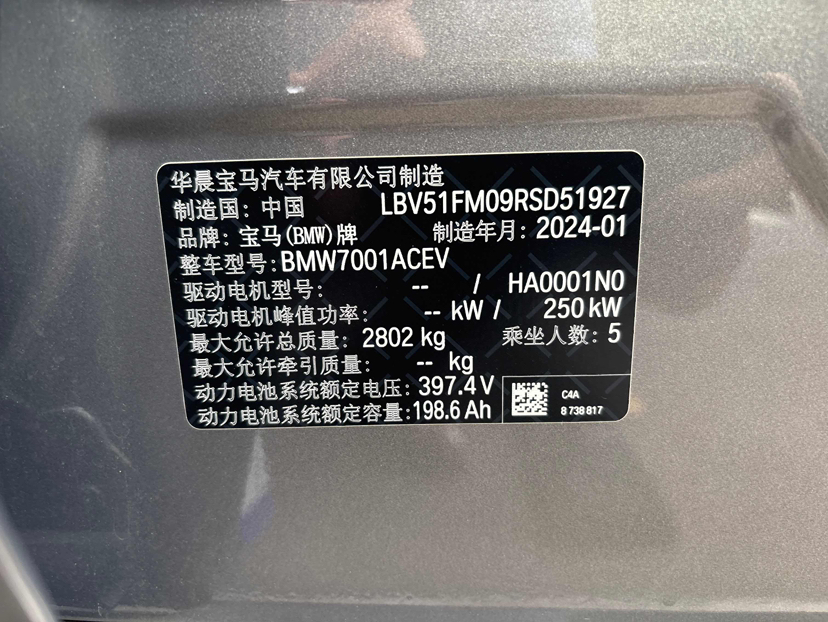 华晨宝马汽车有限公司制造
制造国: 中国 LBV51FM09RSD51927
品牌: 宝马(BMW)牌 制造年月: 2024-01
整车型号:BMW7001ACEV
驱动电机型号: -- / HA0001N0
驱动电机峰值功率: -- kW / 250 kW
最大允许总质量: 2802 kg 乘坐人数: 5
最大允许牵引质量: -- kg
动力电池系统额定电压: 397.4 V
动力电池系统额定容量:198.6 Ah
C4A
8 738 817